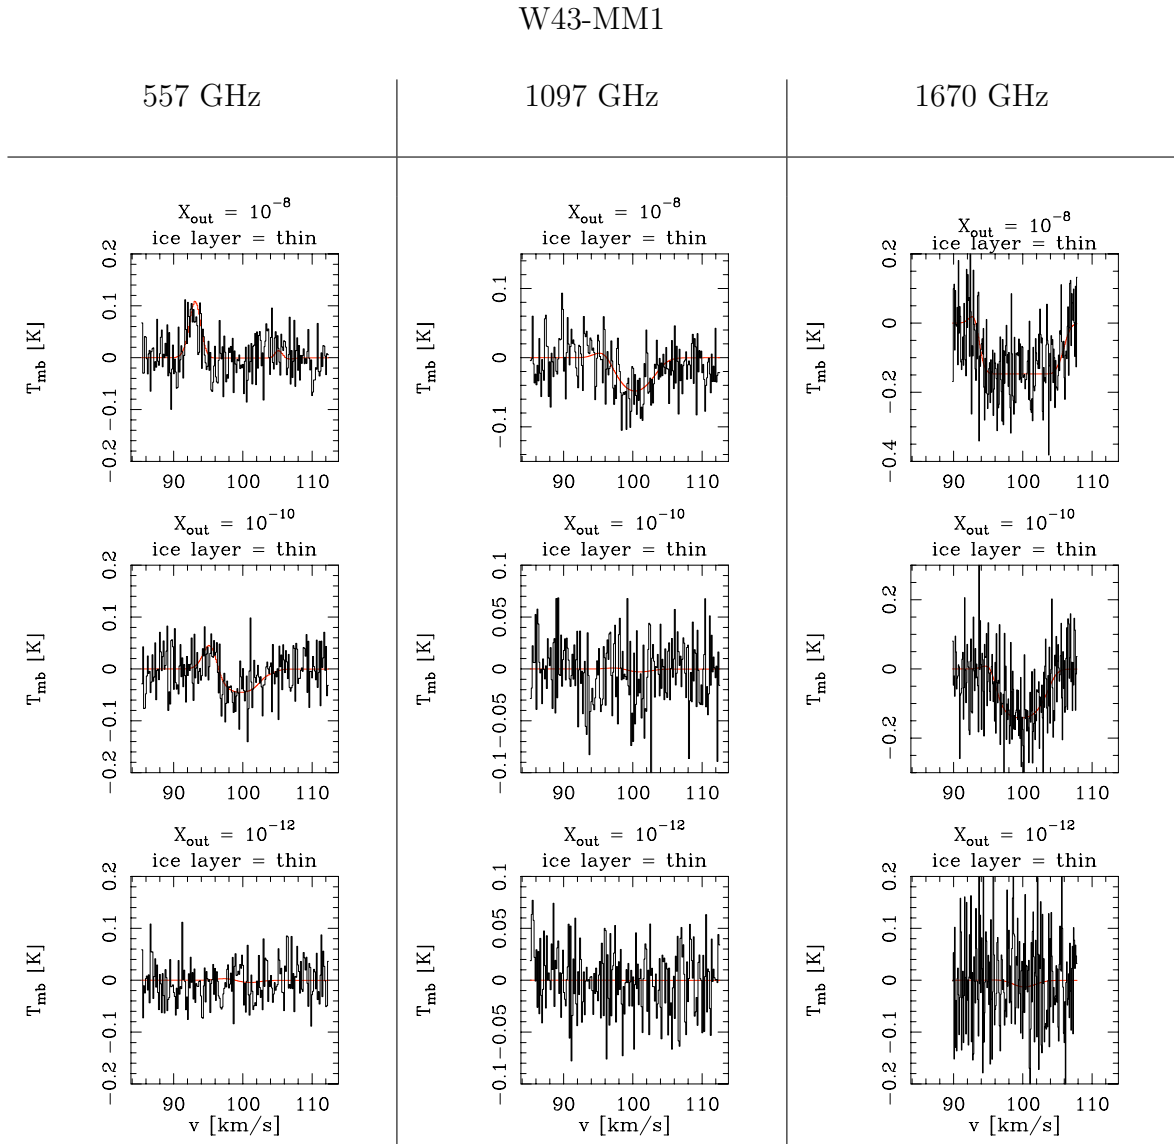 W43-MM1
557 GHz
1097 GHz
1670 GHz
X_out = 10^-8
ice layer = thin
0.2
0.1
0
−0.1
−0.2
T_mb [K]
90 100 110
X_out = 10^-8
ice layer = thin
0.1
0
−0.1
T_mb [K]
90 100 110
X_out = 10^-8
ice layer = thin
0.2
0
−0.2
−0.4
T_mb [K]
90 100 110
X_out = 10^-10
ice layer = thin
0.2
0.1
0
−0.1
−0.2
T_mb [K]
90 100 110
X_out = 10^-10
ice layer = thin
0.1
0.05
0
−0.05
−0.1
T_mb [K]
90 100 110
X_out = 10^-10
ice layer = thin
0.2
0
−0.2
T_mb [K]
90 100 110
X_out = 10^-12
ice layer = thin
0.2
0.1
0
−0.1
−0.2
T_mb [K]
90 100 110
v [km/s]
X_out = 10^-12
ice layer = thin
0.1
0.05
0
−0.05
−0.1
T_mb [K]
90 100 110
v [km/s]
X_out = 10^-12
ice layer = thin
0.2
0.1
0
−0.1
−0.2
T_mb [K]
90 100 110
v [km/s]